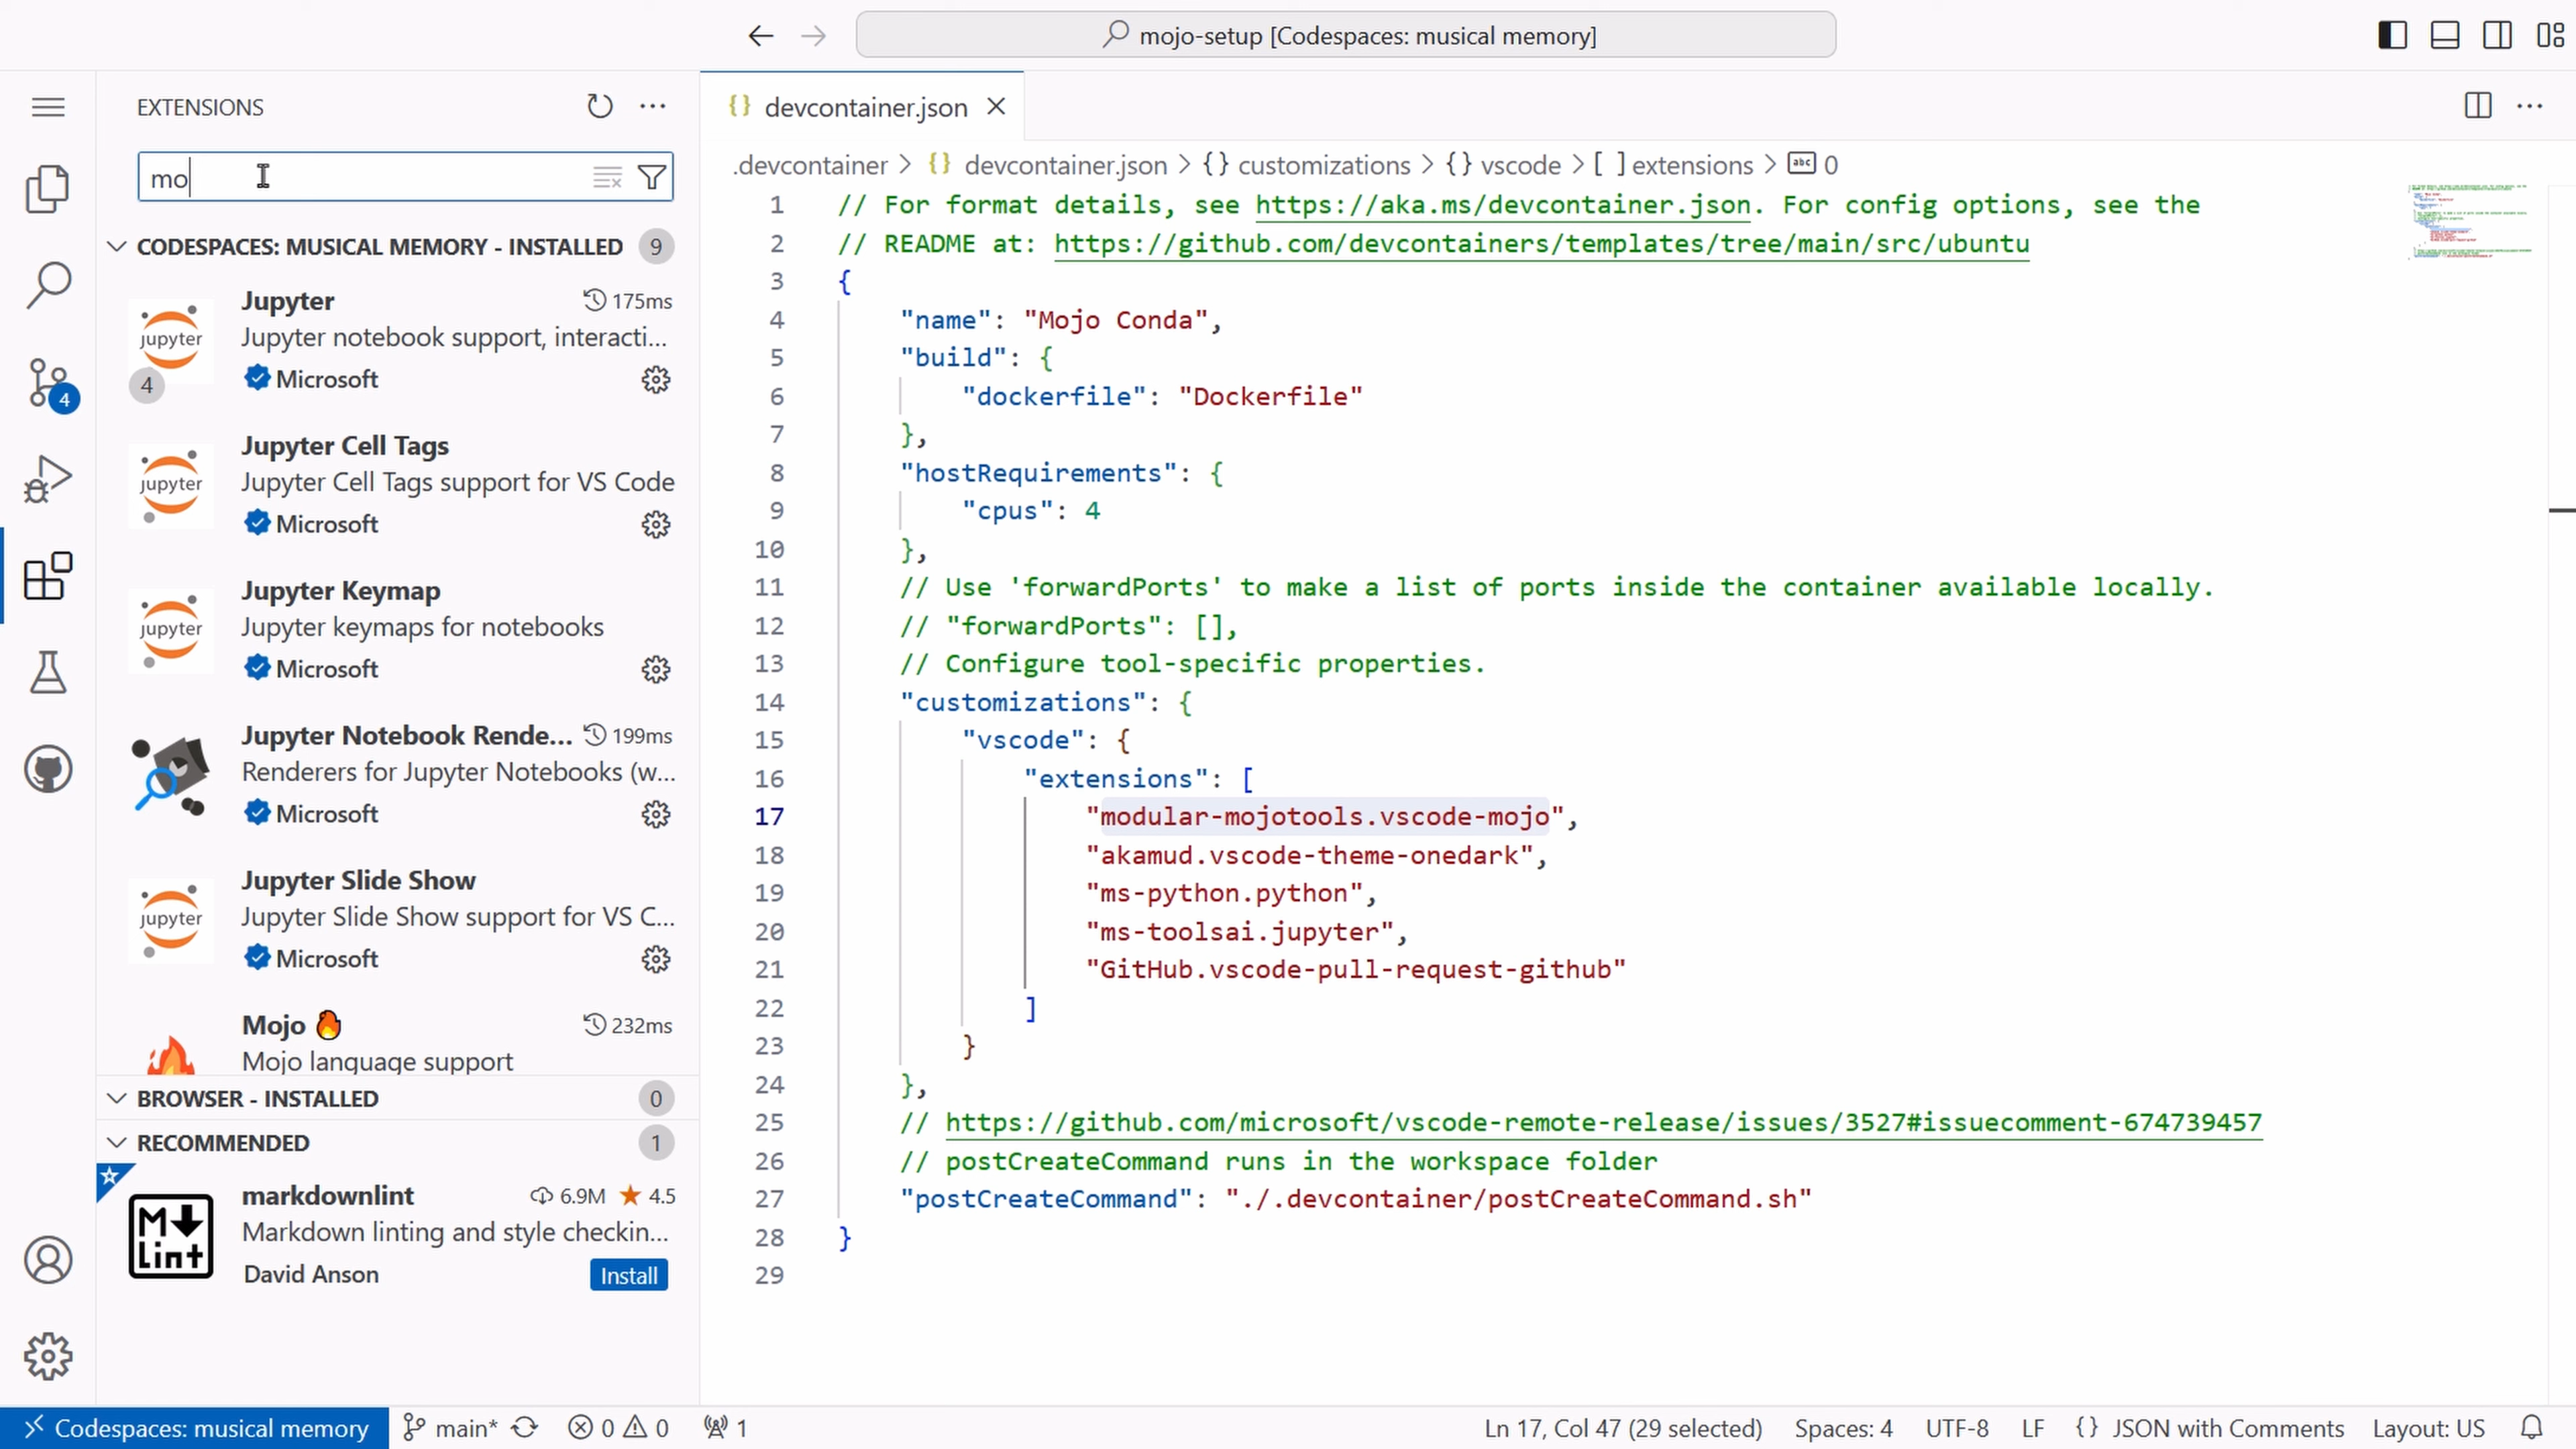 mojo-setup [Codespaces: musical memory]
EXTENSIONS
mo
CODESPACES: MUSICAL MEMORY - INSTALLED 9
Jupyter 175ms
Jupyter notebook support, interacti...
Microsoft
4
jupyter
Jupyter Cell Tags
Jupyter Cell Tags support for VS Code
Microsoft
jupyter
Jupyter Keymap
Jupyter keymaps for notebooks
Microsoft
jupyter
Jupyter Notebook Rende... 199ms
Renderers for Jupyter Notebooks (w...
Microsoft
Jupyter Slide Show
Jupyter Slide Show support for VS C...
Microsoft
jupyter
Mojo 🔥 232ms
Mojo language support
BROWSER - INSTALLED 0
RECOMMENDED 1
markdownlint 6.9M ★ 4.5
Markdown linting and style checkin...
David Anson Install
M Lint
4
devcontainer.json
.devcontainer > {} devcontainer.json > {} customizations > {} vscode > [ ] extensions > abc 0
1 // For format details, see https://aka.ms/devcontainer.json. For config options, see the
2 // README at: https://github.com/devcontainers/templates/tree/main/src/ubuntu
3 {
4 "name": "Mojo Conda",
5 "build": {
6 "dockerfile": "Dockerfile"
7 },
8 "hostRequirements": {
9 "cpus": 4
10 },
11 // Use 'forwardPorts' to make a list of ports inside the container available locally.
12 // "forwardPorts": [],
13 // Configure tool-specific properties.
14 "customizations": {
15 "vscode": {
16 "extensions": [
17 "modular-mojotools.vscode-mojo",
18 "akamud.vscode-theme-onedark",
19 "ms-python.python",
20 "ms-toolsai.jupyter",
21 "GitHub.vscode-pull-request-github"
22 ]
23 }
24 },
25 // https://github.com/microsoft/vscode-remote-release/issues/3527#issuecomment-674739457
26 // postCreateCommand runs in the workspace folder
27 "postCreateCommand": "./.devcontainer/postCreateCommand.sh"
28 }
29
Codespaces: musical memory main* 0 0 1 Ln 17, Col 47 (29 selected) Spaces: 4 UTF-8 LF {} JSON with Comments Layout: US